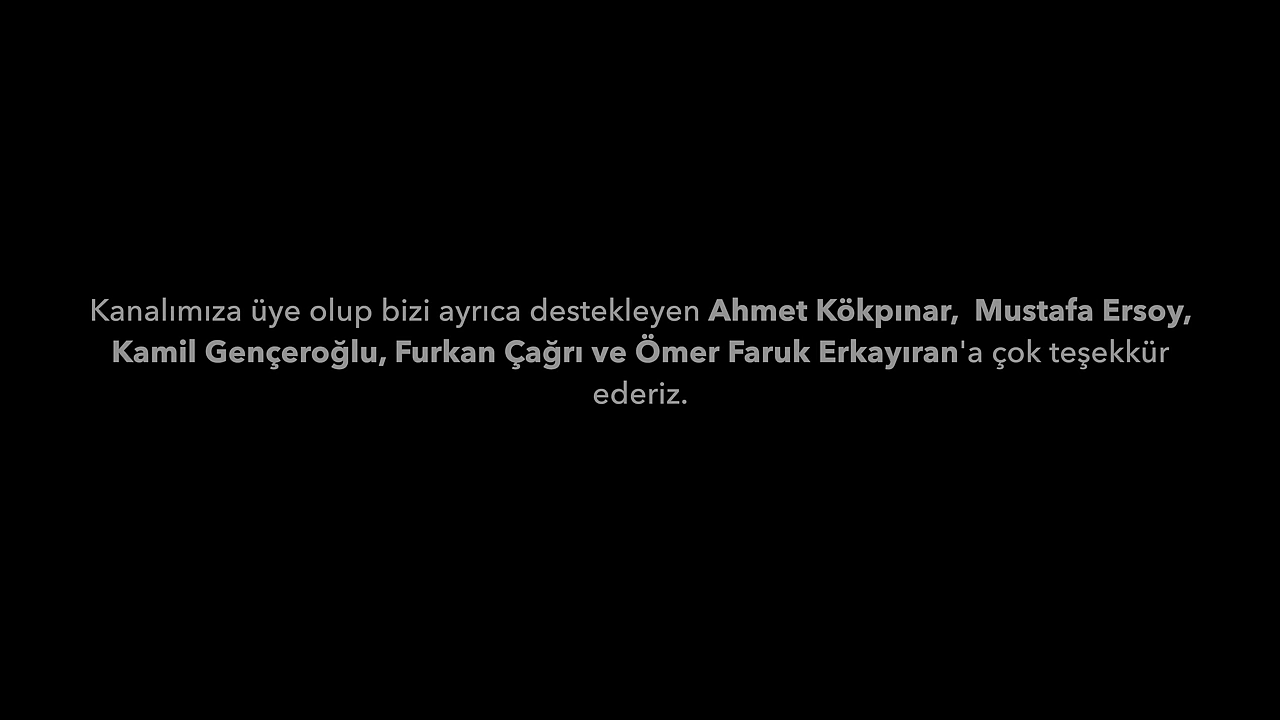 Kanalımıza üye olup bizi ayrıca destekleyen Ahmet Kökpınar,  Mustafa Ersoy,
Kamil Gençeroğlu, Furkan Çağrı ve Ömer Faruk Erkayıran'a çok teşekkür
ederiz.